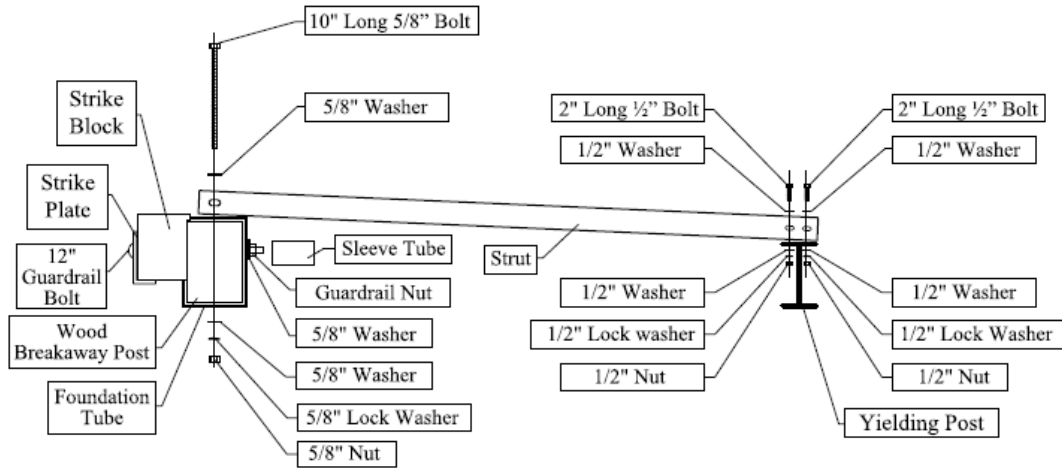 10" Long 5/8” Bolt
Strike
Block
5/8" Washer
Strike
Plate
12"
Guardrail
Bolt
Sleeve Tube
Guardrail Nut
Wood
Breakaway Post
5/8" Washer
5/8" Washer
Foundation
Tube
5/8" Lock Washer
5/8" Nut
Strut
2" Long ½” Bolt
2" Long ½” Bolt
1/2" Washer
1/2" Washer
1/2" Washer
1/2" Washer
1/2" Lock washer
1/2" Lock Washer
1/2" Nut
1/2" Nut
Yielding Post